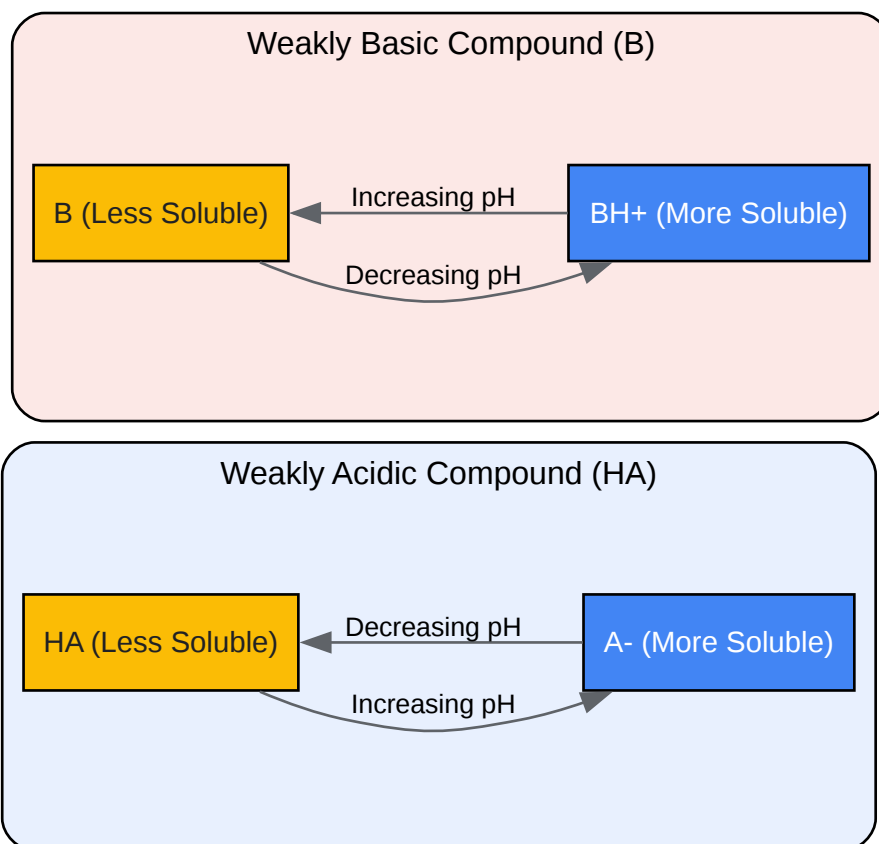 Weakly Basic Compound (B)
B (Less Soluble)
Increasing pH
BH+ (More Soluble)
Decreasing pH
Weakly Acidic Compound (HA)
HA (Less Soluble)
Decreasing pH
A- (More Soluble)
Increasing pH